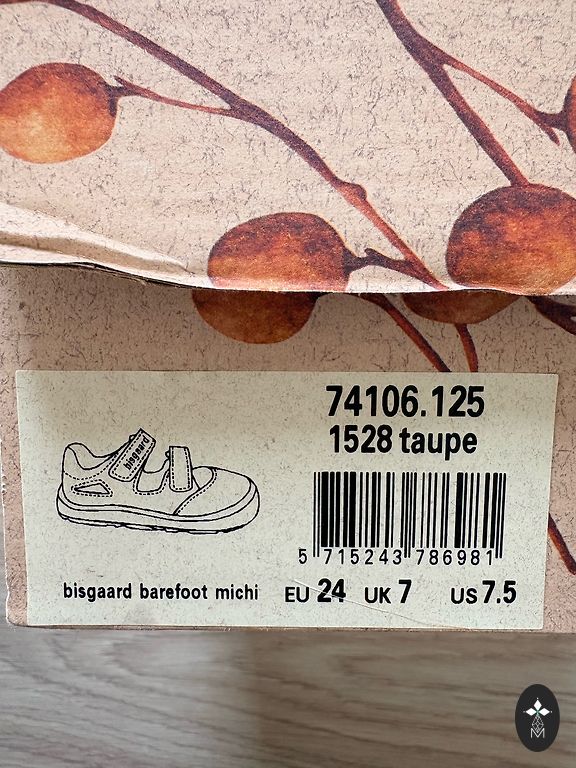 74106.125
1528 taupe
bisgaard
5 715243 786981
bisgaard barefoot michi
EU 24 UK 7 US 7.5
M